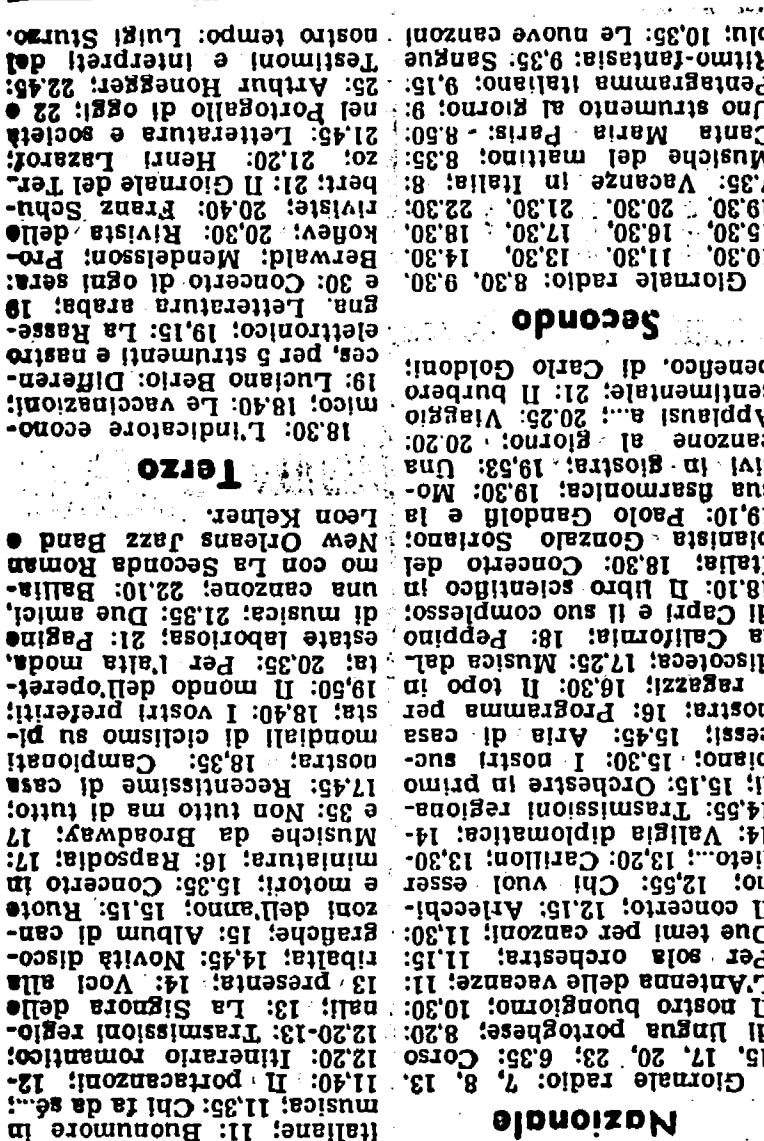 Nazionale
Giornale radio: 7, 8, 13,
15, 17, 20, 23; 6.35: Corso
di lingua portoghese; 8,20:
Il nostro buongiorno; 10,30:
L'Antenna delle vacanze; 11:
Per sola orchestra; 11,15:
Due temi per canzoni; 11,30:
Il concerto; 12,15: Arlecchi-
no; 12,55: Chi vuol esser
lieto...; 13,20: Carillon; 13,30-
14: Valigia diplomatica; 14-
14,55: Trasmissioni regiona-
li; 15,15: Orchestre in primo
piano; 15,30: I nostri suc-
cessi; 15,45: Aria di casa
nostra; 16: Programma per
i ragazzi; 16,30: Il topo in
discoteca; 17,25: Musica dal-
la California; 18: Peppino
di Capri e il suo complesso;
18.10: Il libro scientifico in
Italia; 18,30: Concerto del
pianista Gonzalo Soriano;
19,10: Paolo Gandolfi e la
sua fisarmonica; 19,30: Mo-
tivi in giostra; 19,53: Una
canzone al giorno; 20.20:
Applausi a...; 20.25: Viaggio
sentimentale; 21: Il burbero
benefico, di Carlo Goldoni;
Secondo
Giornale radio: 8.30, 9.30,
10.30, 11.30, 13,30, 14.30,
15.30, 16.30, 17.30, 18.30,
19.30, 20.30, 21.30, 22.30;
7.35: Vacanze in Italia; 8:
Musiche del mattino; 8.35:
Canta Maria Paris; 8.50:
Uno strumento al giorno; 9:
Pentagramma italiano; 9,15:
Ritmo-fantasia; 9.35: Sangue
blu; 10,35: Le nuove canzoni
italiane; 11: Buonumore in
musica; 11,35: Chi fa da sé...;
11.40: Il portacanzoni; 12-
12,20: Itinerario romantico;
12,20-13: Trasmissioni regio-
nali; 13: La Signora delle
13 presenta; 14: Voci alla
ribalta; 14.45: Novità disco-
grafiche; 15: Album di can-
zoni dell'anno; 15,15: Ruote
e motori; 15.35: Concerto in
miniatura; 16: Rapsodia; 17:
Musiche da Broadway; 17
e 35: Non tutto ma di tutto;
17.45: Recentissime di casa
nostra; 18,35: Campionati
mondiali di ciclismo su pi-
sta; 18.40: I vostri preferiti;
19,50: Il mondo dell'operet-
ta; 20,35: Per l'alta moda,
estate laboriosa; 21: Pagine
di musica; 21.35: Due amici,
una canzone; 22,10: Ballia-
mo con La Seconda Roman
New Orleans Jazz Band e
Leon Kelner.
Terzo
18.30: L'indicatore econo-
mico; 18.40: Le vaccinazioni;
19: Luciano Berio: Differen-
ces, per 5 strumenti e nastro
elettronico; 19,15: La Rasse-
gna. Letteratura araba; 19
e 30: Concerto di ogni sera:
Berwald; Mendelsson; Pro-
kofiev; 20,30: Rivista delle
riviste; 20.40: Franz Schu-
bert; 21: Il Giornale del Ter-
zo; 21.20: Henri Lazarof;
21.45: Letteratura e società
nel Portogallo di oggi; 22 e
25: Arthur Honegger; 22.45:
Testimoni e interpreti del
nostro tempo: Luigi Sturzo.